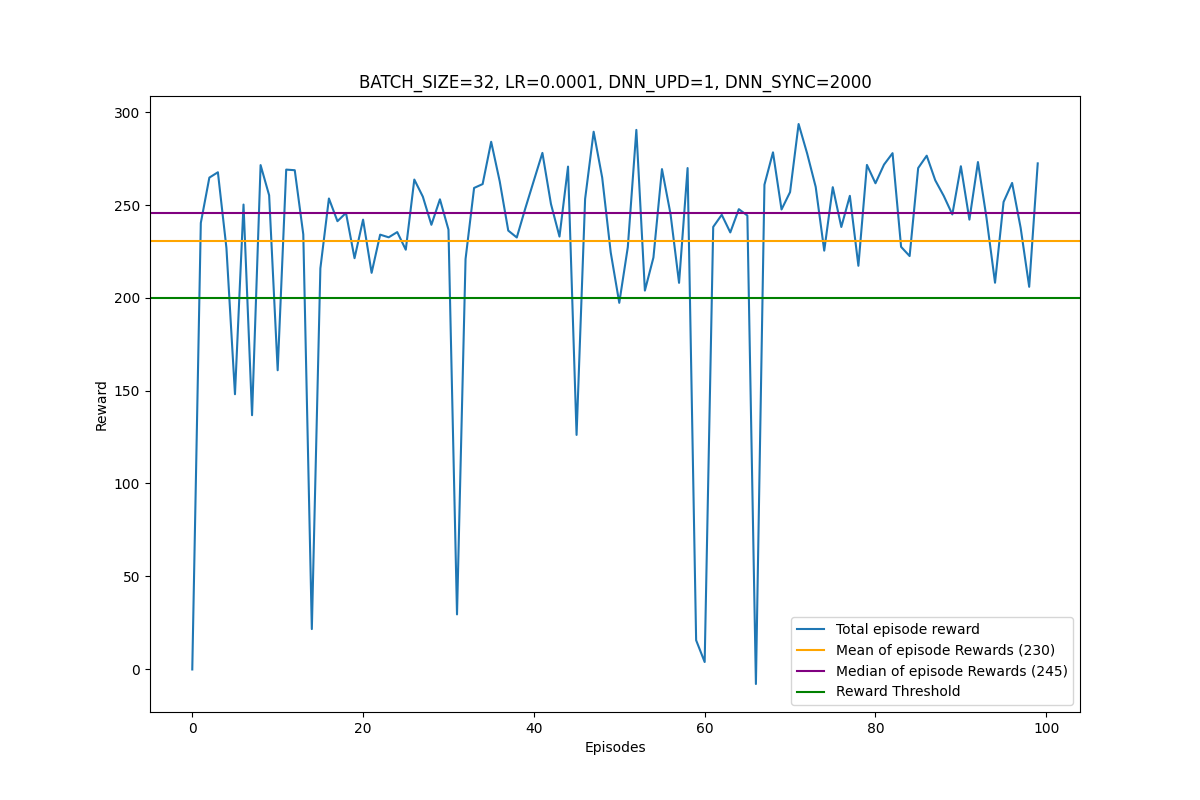 BATCH_SIZE=32, LR=0.0001, DNN_UPD=1, DNN_SYNC=2000
300
250
200
150
100
50
0
Reward
0
20
40
60
80
100
Episodes
Total episode reward
Mean of episode Rewards (230)
Median of episode Rewards (245)
Reward Threshold